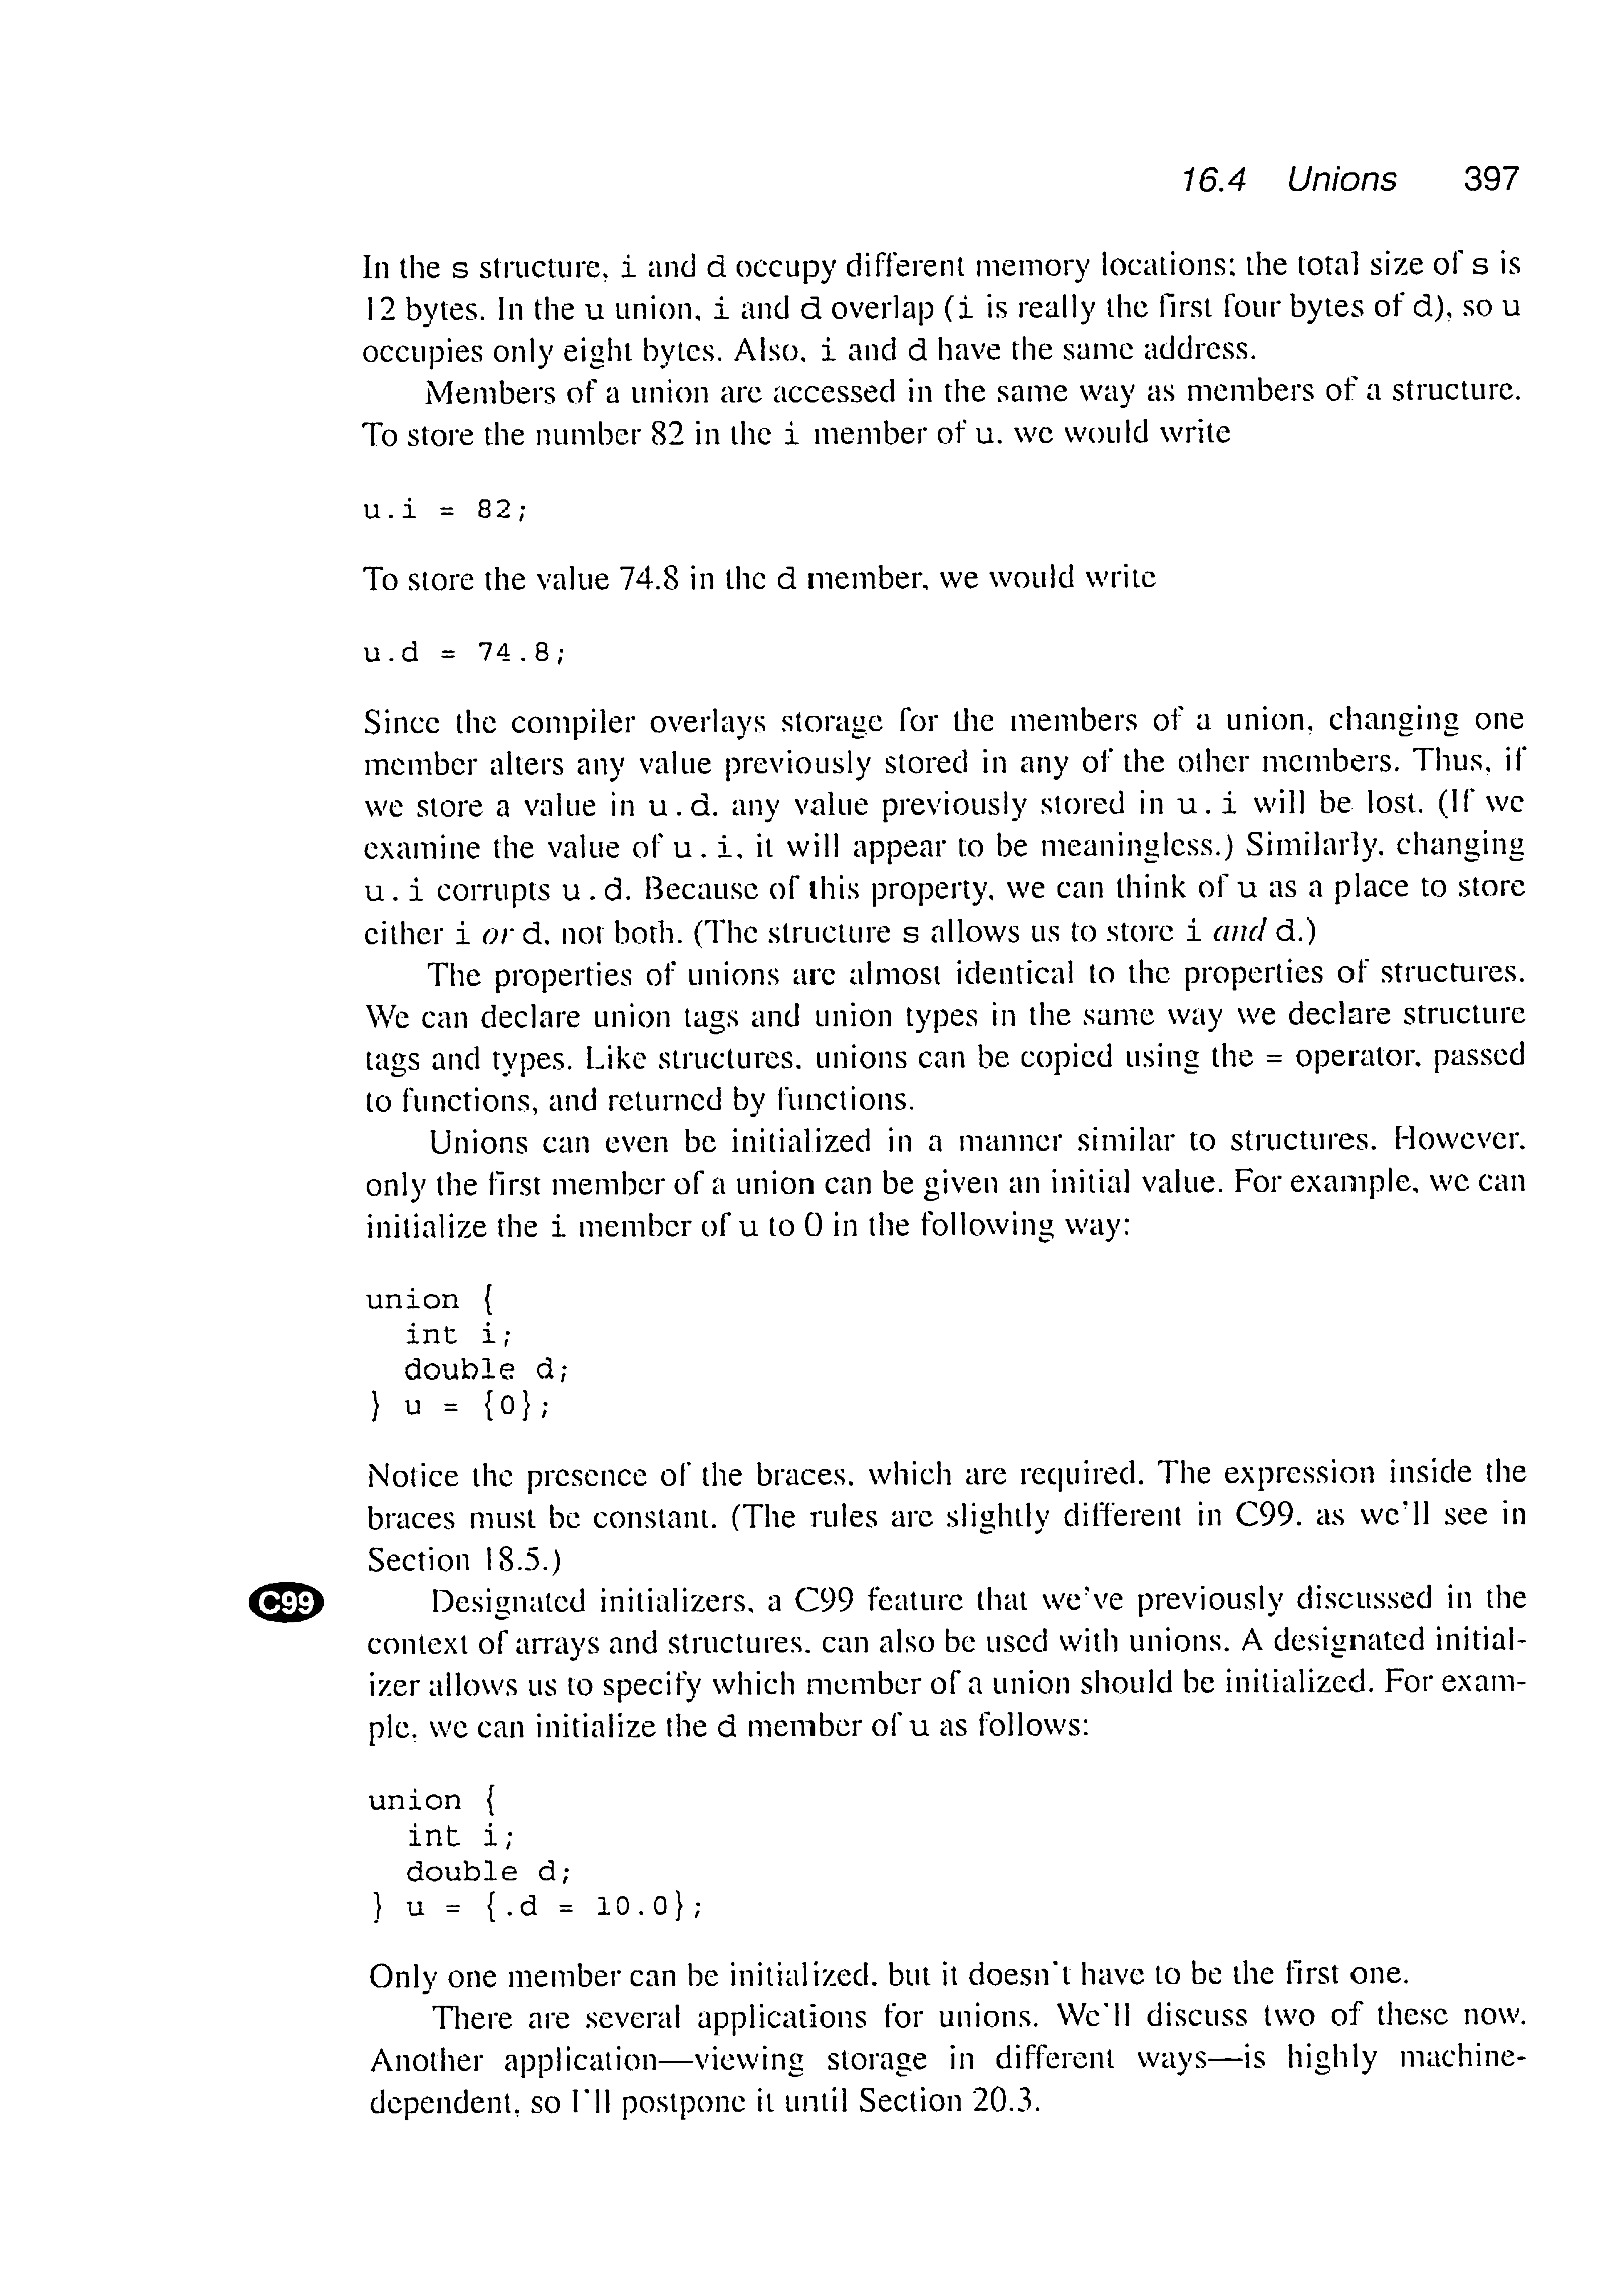 16.4 Unions 397
In the s structure, i and d occupy different memory locations; the total size of s is
12 bytes. In the u union, i and d overlap (i is really the first four bytes of d), so u
occupies only eight bytes. Also, i and d have the same address.
Members of a union are accessed in the same way as members of a structure.
To store the number 82 in the i member of u, we would write
u.i = 82;
To store the value 74.8 in the d member, we would write
u.d = 74.8;
Since the compiler overlays storage for the members of a union, changing one
member alters any value previously stored in any of the other members. Thus, if
we store a value in u.d, any value previously stored in u.i will be lost. (If we
examine the value of u.i, it will appear to be meaningless.) Similarly, changing
u.i corrupts u.d. Because of this property, we can think of u as a place to store
either i or d, not both. (The structure s allows us to store i and d.)
The properties of unions are almost identical to the properties of structures.
We can declare union tags and union types in the same way we declare structure
tags and types. Like structures, unions can be copied using the = operator, passed
to functions, and returned by functions.
Unions can even be initialized in a manner similar to structures. However,
only the first member of a union can be given an initial value. For example, we can
initialize the i member of u to 0 in the following way:
union {
int i;
double d;
} u = {0};
Notice the presence of the braces, which are required. The expression inside the
braces must be constant. (The rules are slightly different in C99, as we'll see in
Section 18.5.)
C99 Designated initializers, a C99 feature that we've previously discussed in the
context of arrays and structures, can also be used with unions. A designated initial-
izer allows us to specify which member of a union should be initialized. For exam-
ple, we can initialize the d member of u as follows:
union {
int i;
double d;
} u = {.d = 10.0};
Only one member can be initialized, but it doesn't have to be the first one.
There are several applications for unions. We'll discuss two of these now.
Another application—viewing storage in different ways—is highly machine-
dependent, so I'll postpone it until Section 20.3.